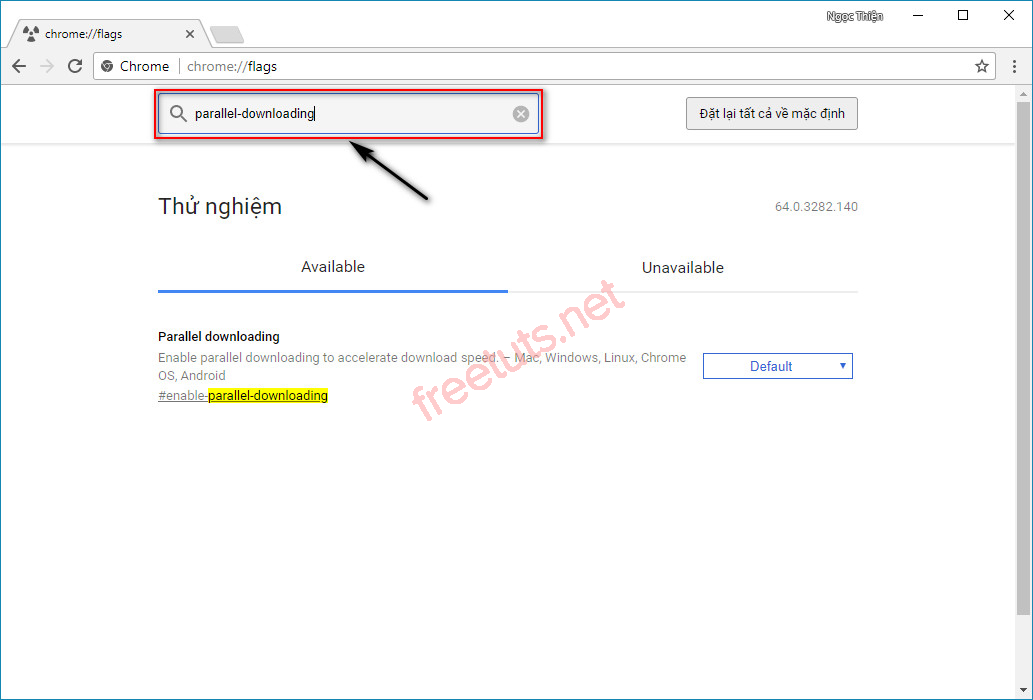 Ngọc Thiện
chrome://flags
Chrome chrome://flags
parallel-downloading
Đặt lại tất cả về mặc định
Thử nghiệm
64.0.3282.140
Available
Unavailable
Parallel downloading
Enable parallel downloading to accelerate download speed. – Mac, Windows, Linux, Chrome
OS, Android
#enable-parallel-downloading
Default
freetuts.net